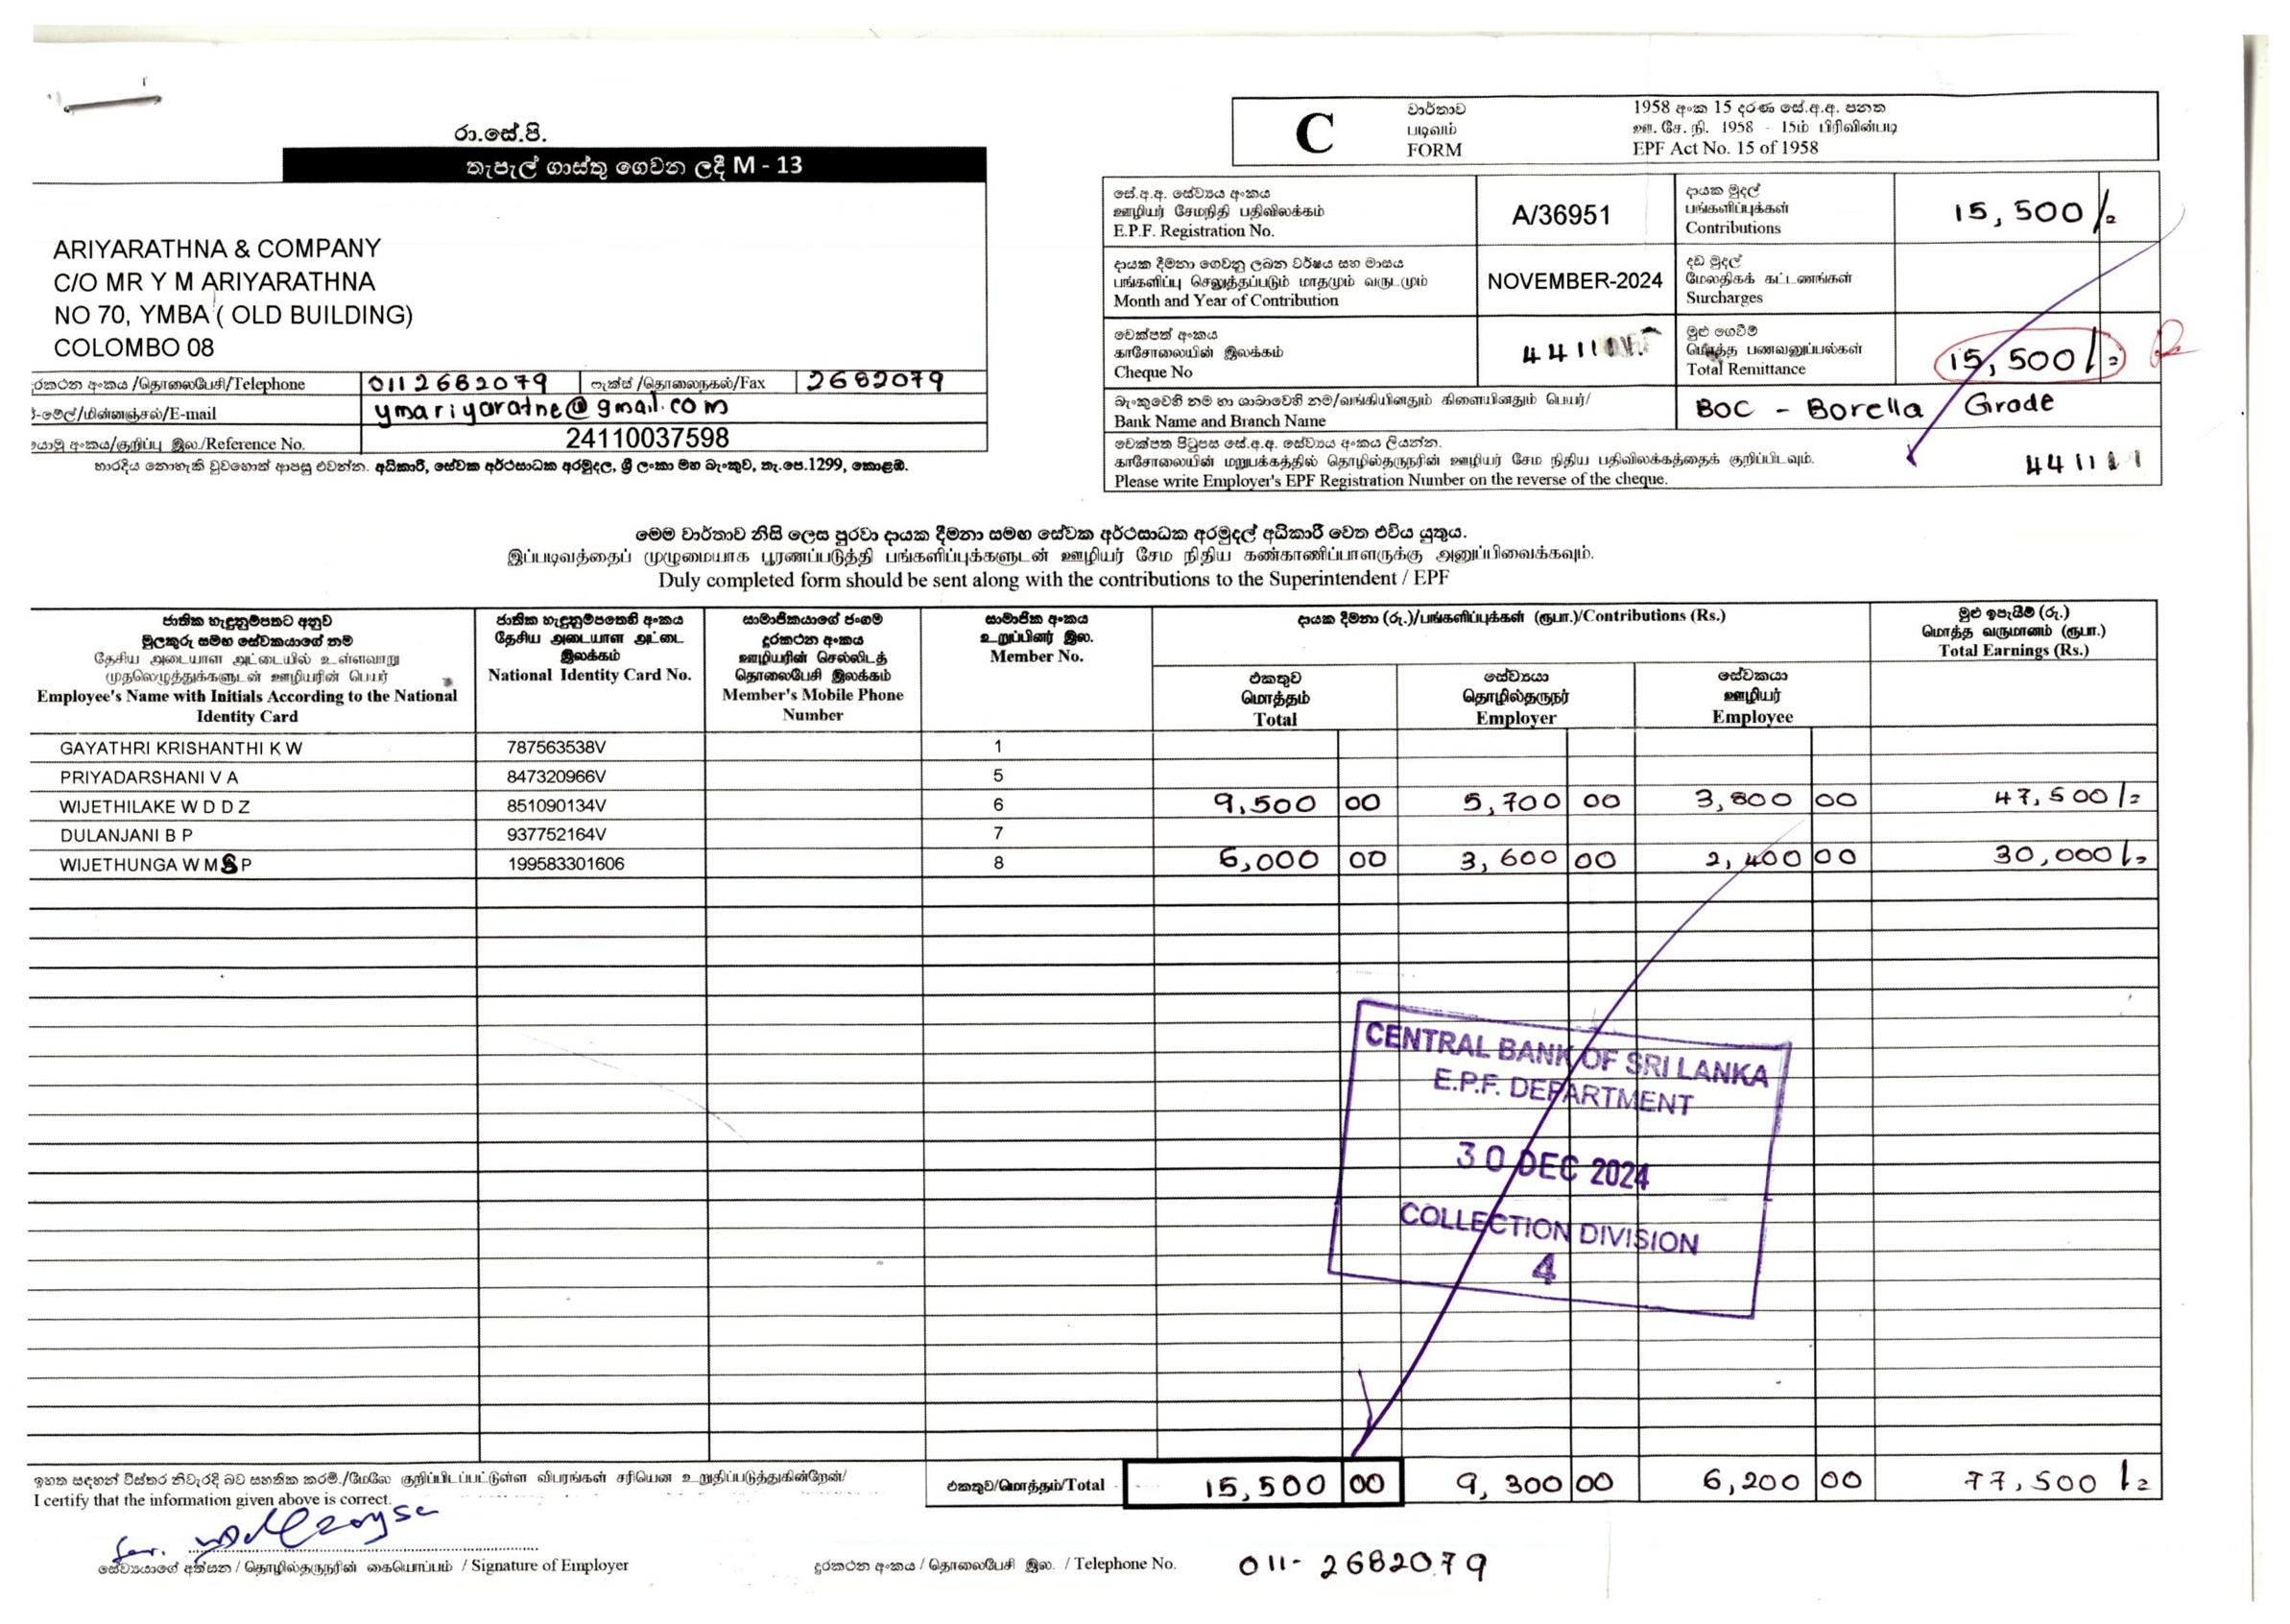 රා.සේ.පි.
තැපැල් ගාස්තු ගෙවන ලදී M - 13
ARIYARATHNA & COMPANY
C/O MR Y M ARIYARATHNA
NO 70, YMBA ( OLD BUILDING)
COLOMBO 08
දුරකථන අංකය /தொலைபேசி/Telephone 0112682079 ෆැක්ස් /தொலைநகல்/Fax 2682079
ඊ-මේල්/மின்னஞ்சல்/E-mail ymariyaratne@gmail.com
යොමු අංකය/குறிப்பு இல./Reference No. 24110037598
භාරදිය නොහැකි වුවහොත් ආපසු එවන්න. අධිකාරී, සේවක අර්ථසාධක අරමුදල, ශ්‍රී ලංකා මහ බැංකුව, තැ.පෙ.1299, කොළඹ.
C
වාර්තාව
படிவம்
FORM
1958 අංක 15 දරණ සේ.අ.අ. පනත
ஊ. சே. நி. 1958 - 15ம் பிரிவின்படி
EPF Act No. 15 of 1958
සේ.අ.අ. සේව්‍යය අංකය
ஊழியர் சேமநிதி பதிவிலக்கம்
E.P.F. Registration No.
A/36951
දායක මුදල්
பங்களிப்புக்கள்
Contributions
15,500/=
දායක දීමනා ගෙවනු ලබන වර්ෂය සහ මාසය
பங்களிப்பு செலுத்தப்படும் மாதமும் வருடமும்
Month and Year of Contribution
NOVEMBER-2024
දඩ මුදල්
மேலதிகக் கட்டணங்கள்
Surcharges
චෙක්පත් අංකය
காசோலையின் இலக்கம்
Cheque No
මුළු ගෙවීම්
மொத்த பணவனுப்பல்கள்
Total Remittance
15,500/=
බැංකුවෙහි නම හා ශාඛාවෙහි නම/வங்கியினதும் கிளையினதும் பெயர்/
Bank Name and Branch Name
BOC - Borella Grade
චෙක්පත පිටුපස සේ.අ.අ. සේව්‍යය අංකය ලියන්න.
காசோலையின் மறுபக்கத்தில் தொழில்தருநரின் ஊழியர் சேம நிதிய பதிவிலக்கத்தைக் குறிப்பிடவும்.
Please write Employer's EPF Registration Number on the reverse of the cheque.
441111
මෙම වාර්තාව නිසි ලෙස පුරවා දායක දීමනා සමඟ සේවක අර්ථසාධක අරමුදල් අධිකාරී වෙත එවිය යුතුය.
இப்படிவத்தைப் முழுமையாக பூரணப்படுத்தி பங்களிப்புக்களுடன் ஊழியர் சேம நிதிய கண்காணிப்பாளருக்கு அனுப்பிவைக்கவும்.
Duly completed form should be sent along with the contributions to the Superintendent / EPF
ජාතික හැඳුනුම්පතට අනුව
මුලකුරු සමඟ සේවකයාගේ නම
தேசிய அடையாள அட்டையில் உள்ளவாறு
முதலெழுத்துக்களுடன் ஊழியரின் பெயர்
Employee's Name with Initials According to the National
Identity Card
ජාතික හැඳුනුම්පතෙහි අංකය
தேசிய அடையாள அட்டை
இலக்கம்
National Identity Card No.
සාමාජිකයාගේ ජංගම
දුරකථන අංකය
ஊழியரின் செல்லிடத்
தொலைபேசி இலக்கம்
Member's Mobile Phone
Number
සාමාජික අංකය
உறுப்பினர் இல.
Member No.
දායක දීමනා (රු.)/பங்களிப்புக்கள் (ரூபா.)/Contributions (Rs.)
එකතුව
மொத்தம்
Total
සේව්‍යයා
தொழில்தருநர்
Employer
සේවකයා
ஊழியர்
Employee
මුළු ඉපැයීම් (රු.)
மொத்த வருமானம் (ரூபா.)
Total Earnings (Rs.)
GAYATHRI KRISHANTHI K W 787563538V 1
PRIYADARSHANI V A 847320966V 5
WIJETHILAKE W D D Z 851090134V 6 9,500 00 5,700 00 3,800 00 47,500/=
DULANJANI B P 937752164V 7
WIJETHUNGA W M S P 199583301606 8 6,000 00 3,600 00 2,400 00 30,000/=
CENTRAL BANK OF SRI LANKA
E.P.F. DEPARTMENT
30 DEC 2024
COLLECTION DIVISION
4
ඉහත සඳහන් විස්තර නිවැරදි බව සහතික කරමි./மேலே குறிப்பிடப்பட்டுள்ள விபரங்கள் சரியென உறுதிப்படுத்துகின்றேன்/
I certify that the information given above is correct.
එකතුව/மொத்தம்/Total 15,500 00 9,300 00 6,200 00 77,500/=
සේව්‍යයාගේ අත්සන / தொழில்தருநரின் கையொப்பம் / Signature of Employer
දුරකථන අංකය / தொலைபேசி இல. / Telephone No. 011-2682079